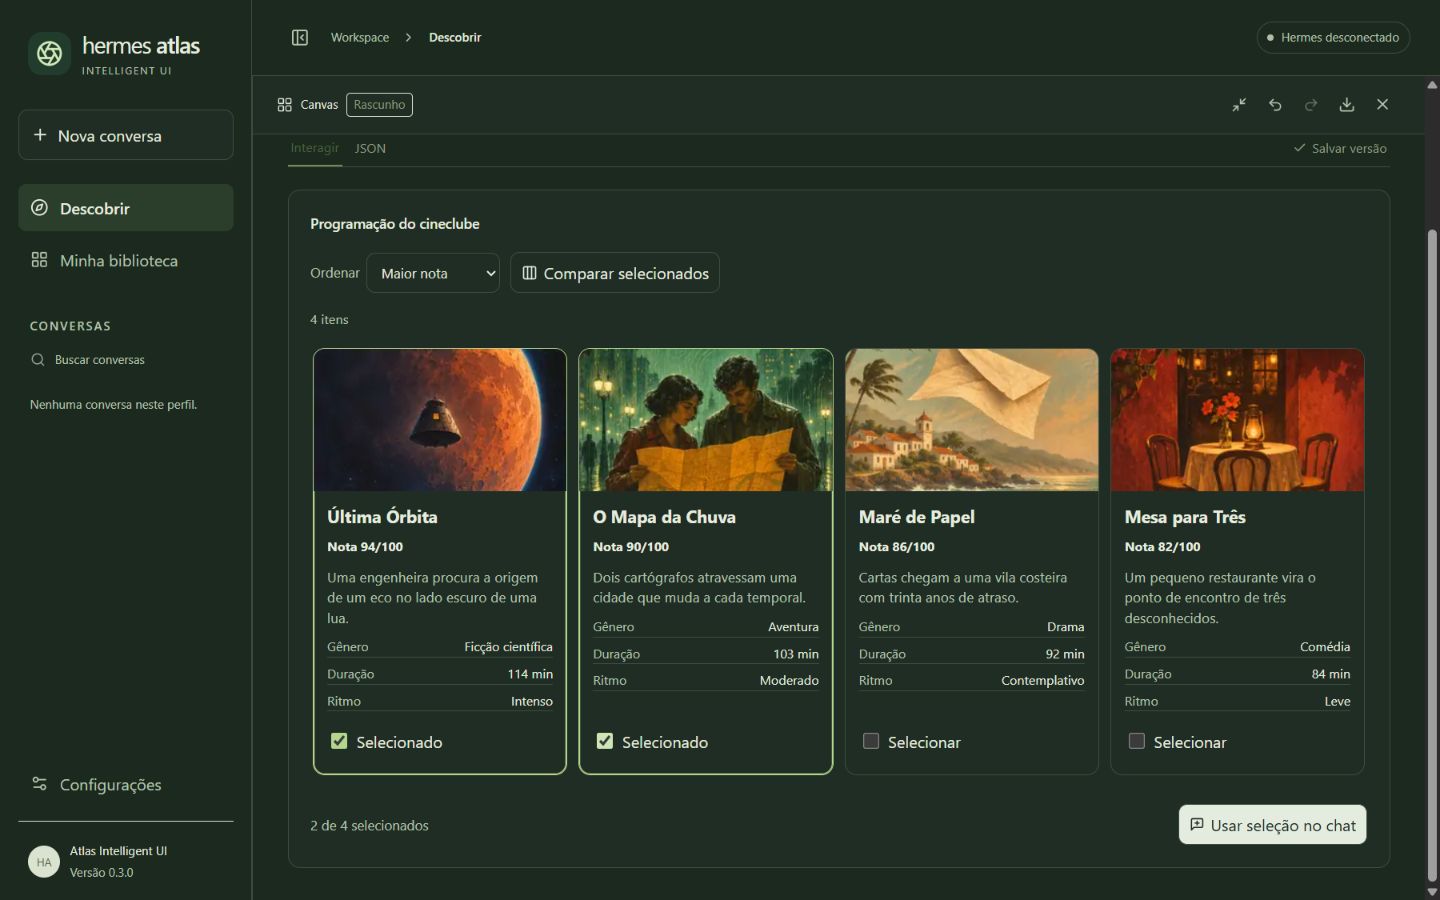 hermes atlas
INTELLIGENT UI
Nova conversa
Descobrir
Minha biblioteca
CONVERSAS
Buscar conversas
Nenhuma conversa neste perfil.
Configurações
HA
Atlas Intelligent UI
Versão 0.3.0
Workspace > Descobrir
Hermes desconectado
Canvas Rascunho
Interagir JSON
Salvar versão
Programação do cineclube
Ordenar Maior nota Comparar selecionados
4 itens
Última Órbita
Nota 94/100
Uma engenheira procura a origem
de um eco no lado escuro de uma
lua.
Gênero Ficção científica
Duração 114 min
Ritmo Intenso
Selecionado
O Mapa da Chuva
Nota 90/100
Dois cartógrafos atravessam uma
cidade que muda a cada temporal.
Gênero Aventura
Duração 103 min
Ritmo Moderado
Selecionado
Maré de Papel
Nota 86/100
Cartas chegam a uma vila costeira
com trinta anos de atraso.
Gênero Drama
Duração 92 min
Ritmo Contemplativo
Selecionar
Mesa para Três
Nota 82/100
Um pequeno restaurante vira o
ponto de encontro de três
desconhecidos.
Gênero Comédia
Duração 84 min
Ritmo Leve
Selecionar
2 de 4 selecionados
Usar seleção no chat